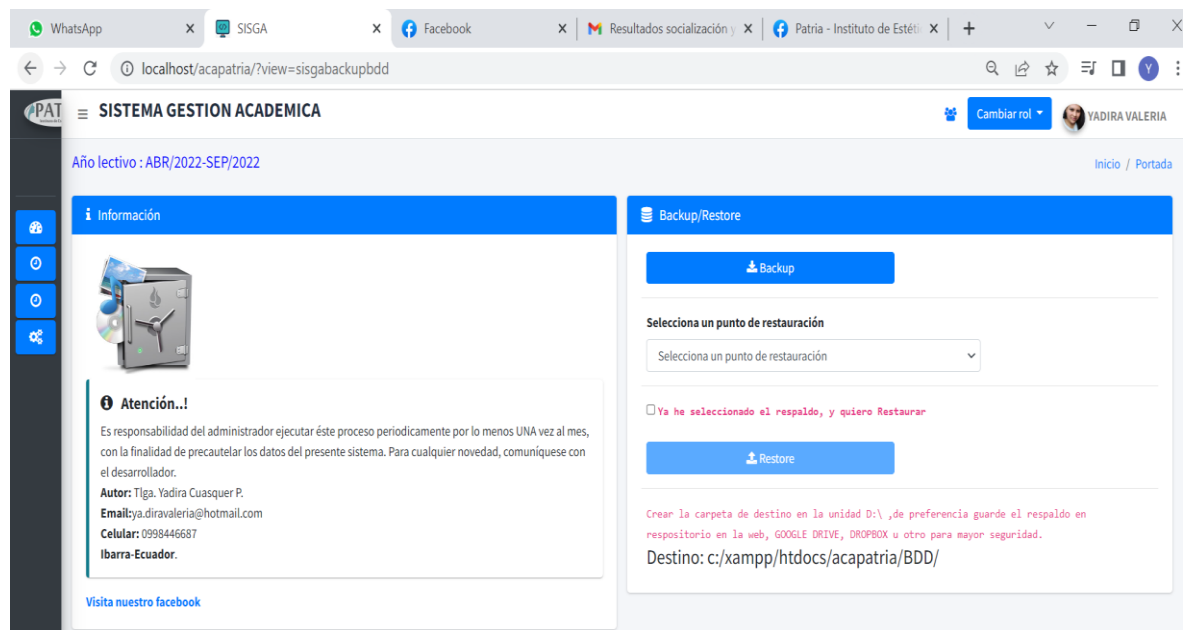 WhatsApp
SISGA
Facebook
Resultados socialización y
Patria - Instituto de Estéti
localhost/acapatria/?view=sisgabackupbdd
Y
PAT
SISTEMA GESTION ACADEMICA
Cambiar rol
YADIRA VALERIA
Año lectivo : ABR/2022-SEP/2022
Inicio / Portada
Información
Atención..!
Es responsabilidad del administrador ejecutar éste proceso periodicamente por lo menos UNA vez al mes,
con la finalidad de precautelar los datos del presente sistema. Para cualquier novedad, comuníquese con
el desarrollador.
Autor: Tlga. Yadira Cuasquer P.
Email:ya.diravaleria@hotmail.com
Celular: 0998446687
Ibarra-Ecuador.
Visita nuestro facebook
Backup/Restore
Backup
Selecciona un punto de restauración
Selecciona un punto de restauración
Ya he seleccionado el respaldo, y quiero Restaurar
Restore
Crear la carpeta de destino en la unidad D:\ ,de preferencia guarde el respaldo en
respositorio en la web, GOOGLE DRIVE, DROPBOX u otro para mayor seguridad.
Destino: c:/xampp/htdocs/acapatria/BDD/